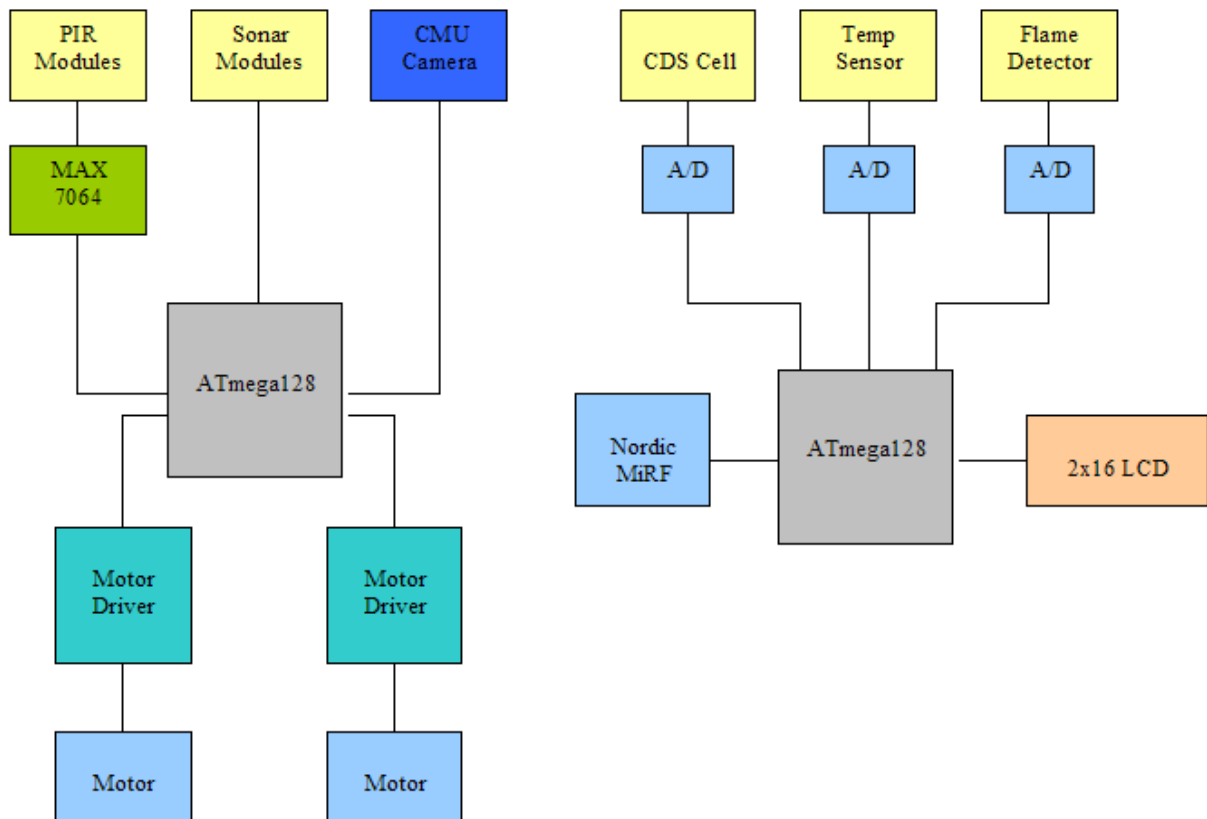 PIR
Modules
Sonar
Modules
CMU
Camera
CDS Cell
Temp
Sensor
Flame
Detector
MAX
7064
A/D
A/D
A/D
ATmega128
ATmega128
Nordic
MiRF
2x16 LCD
Motor
Driver
Motor
Driver
Motor
Motor